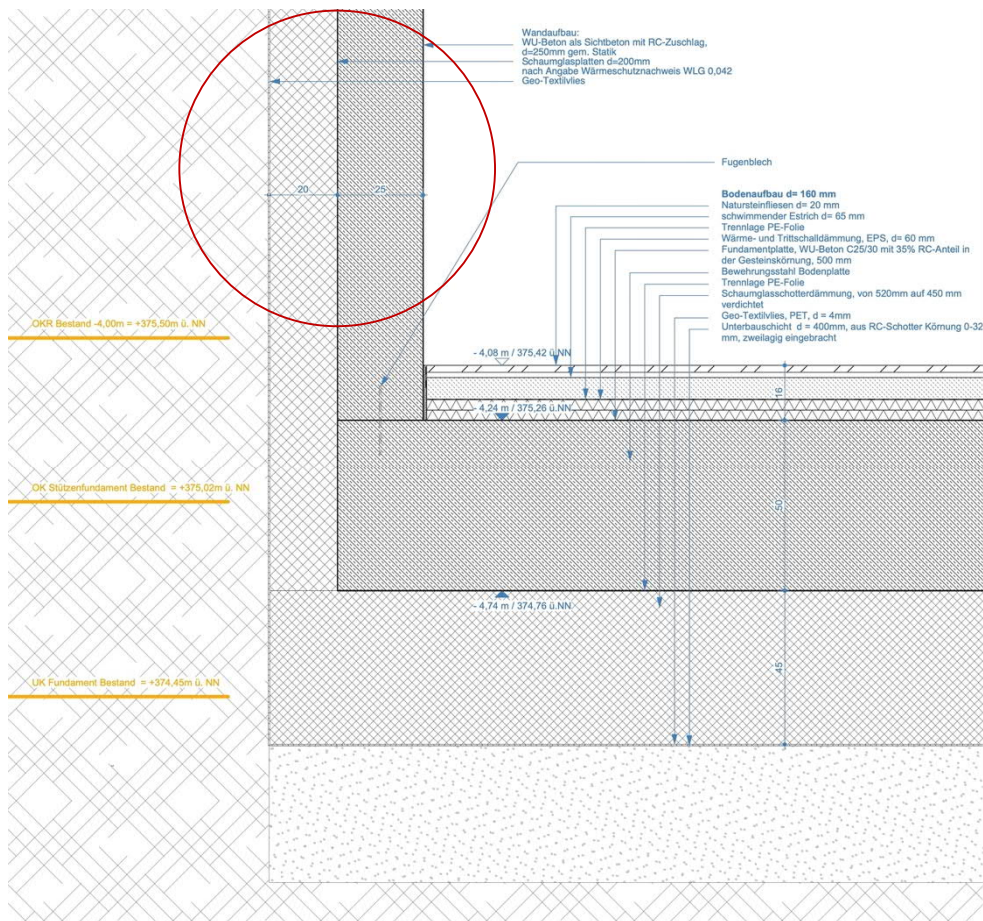 Wandaufbau:
WU-Beton als Sichtbeton mit RC-Zuschlag,
d=250mm gem. Statik
Schaumglasplatten d=200mm
nach Angabe Wärmeschutznachweis WLG 0,042
Geo-Textilvlies
Fugenblech
20
25
Bodenaufbau d= 160 mm
Natursteinfliesen d= 20 mm
schwimmender Estrich d= 65 mm
Trennlage PE-Folie
Wärme- und Trittschalldämmung, EPS, d= 60 mm
Fundamentplatte, WU-Beton C25/30 mit 35% RC-Anteil in
der Gesteinskörnung, 500 mm
Bewehrungsstahl Bodenplatte
Trennlage PE-Folie
Schaumglasschotterdämmung, von 520mm auf 450 mm
verdichtet
Geo-Textilvlies, PET, d = 4mm
Unterbauschicht d = 400mm, aus RC-Schotter Körnung 0-32
mm, zweilagig eingebracht
OKR Bestand -4,00m = +375,50m ü. NN
- 4,08 m / 375,42 ü.NN
16
- 4,24 m / 375,26 ü.NN
OK Stützenfundament Bestand = +375,02m ü. NN
50
- 4,74 m / 374,76 ü.NN
45
UK Fundament Bestand = +374,45m ü. NN